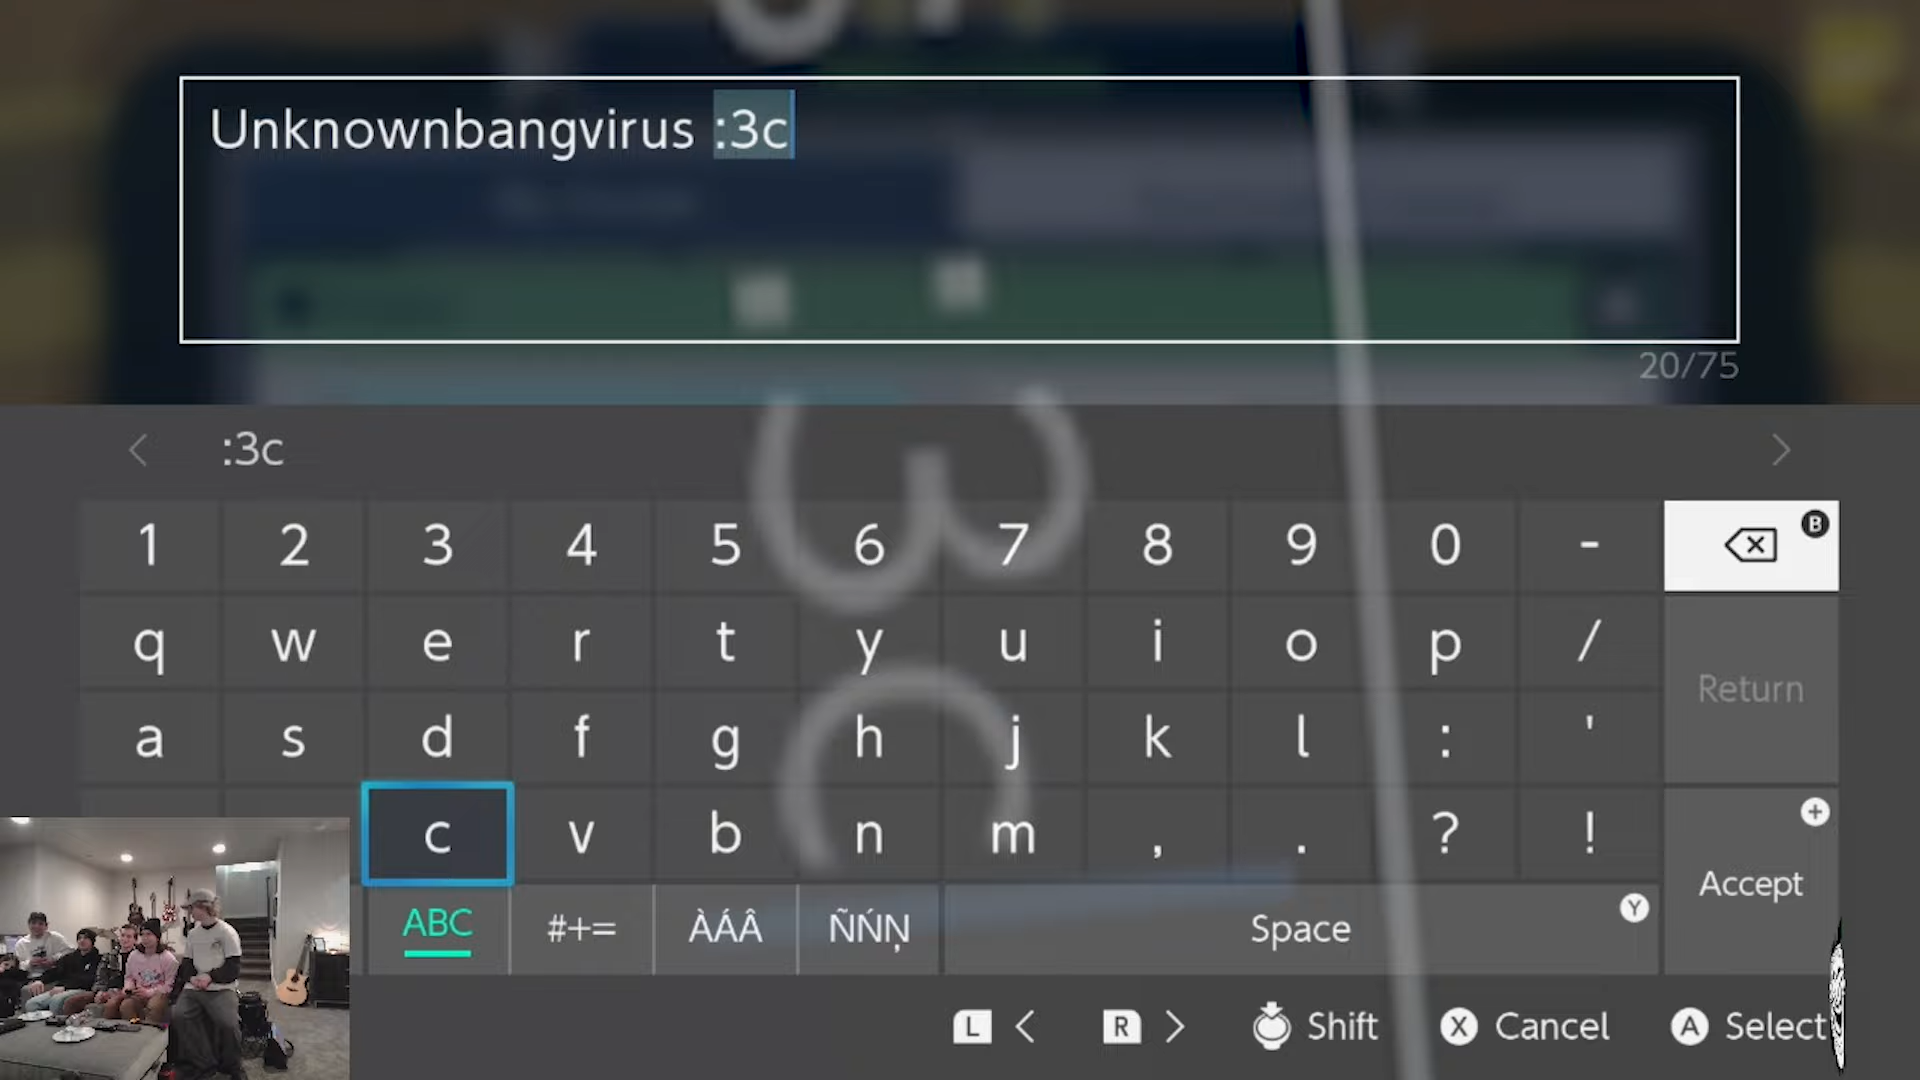 Unknownbangvirus :3c
20/75
< :3c >
1 2 3 4 5 6 7 8 9 0 - B
q w e r t y u i o p /
Return
a s d f g h j k l : '
c v b n m , . ? ! +
Accept
ABC #+= ÀÁÂ ÑŃŅ Space Y
L < R > Shift X Cancel A Select
3
C